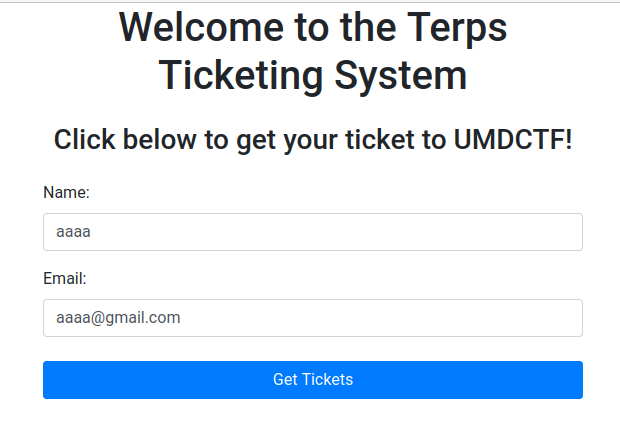 Welcome to the Terps
Ticketing System
Click below to get your ticket to UMDCTF!
Name:
aaaa
Email:
aaaa@gmail.com
Get Tickets